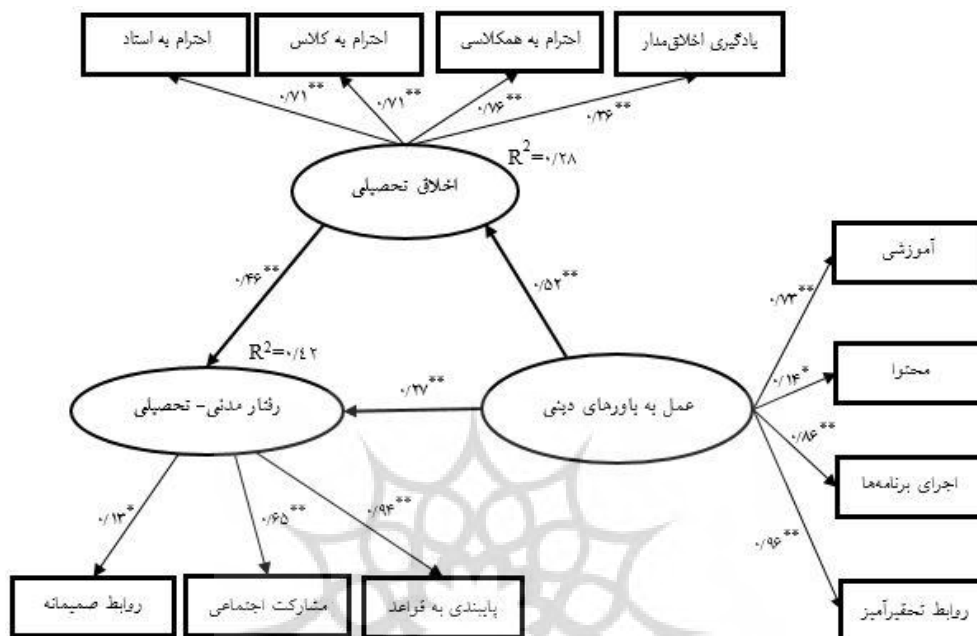 یادگیری اخلاق‌مدار
احترام به همکلاسی
احترام به کلاس
احترام به استاد
۰/۳۶**
۰/۷۶**
۰/۷۱**
۰/۷۱**
R²=۰/۲۸
اخلاق تحصیلی
آموزشی
۰/۷۳**
۰/۵۲**
۰/۴۶**
محتوا
۰/۱۴*
R²=۰/٤۲
عمل به باورهای دینی
۰/۲۷**
رفتار مدنی- تحصیلی
اجرای برنامه‌ها
۰/۸۶**
۰/۹۶**
۰/۹۴**
۰/۶۵**
۰/۱۳*
روابط تحقیرآمیز
پایبندی به قواعد
مشارکت اجتماعی
روابط صمیمانه